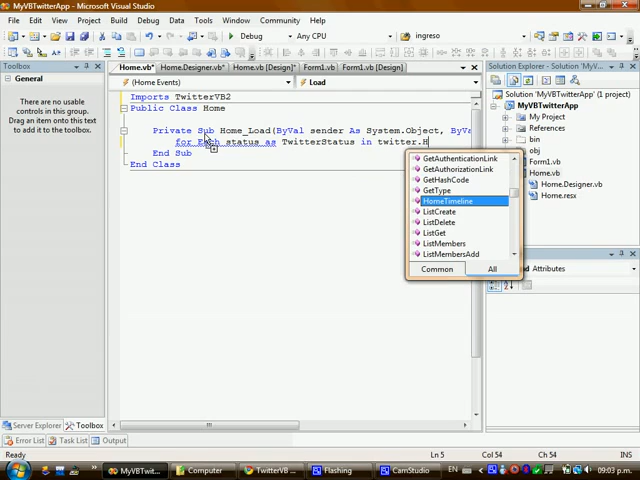 MyVBTwitterApp - Microsoft Visual Studio
File Edit View Project Build Debug Data Tools Window Community Help
Debug Any CPU ingreso
Toolbox
General
There are no usable
controls in this group.
Drag an item onto this text
to add it to the toolbox.
Server Explorer Toolbox
Home.vb* Home.Designer.vb* Home.vb [Design]* Form1.vb Form1.vb [Design]
(Home Events) Load
Imports TwitterVB2
Public Class Home
Private Sub Home_Load(ByVal sender As System.Object, ByVa
for Each status as TwitterStatus in twitter.H
End Sub
End Class
GetAuthenticationLink
GetAuthorizationLink
GetHashCode
GetType
HomeTimeline
ListCreate
ListDelete
ListGet
ListMembers
ListMembersAdd
Common All
Solution Explorer - Solution 'MyVBTwi
Solution 'MyVBTwitterApp' (1 project)
MyVBTwitterApp
My Project
References
bin
obj
Form1.vb
Home.vb
Home.Designer.vb
Home.resx
Attributes
Error List Task List Output
Ready Ln 5 Col 54 Ch 54 INS
MyVBTwit... Computer TwitterVB ... Flashing CamStudio EN 09:03 p.m.